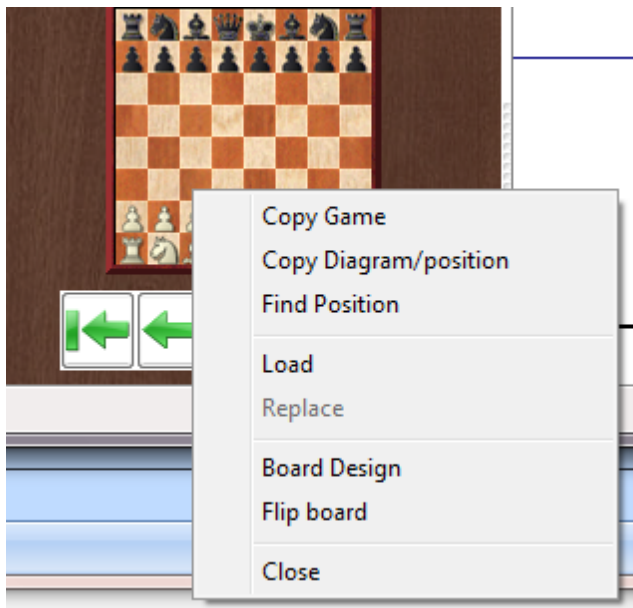 Copy Game
Copy Diagram/position
Find Position
Load
Replace
Board Design
Flip board
Close